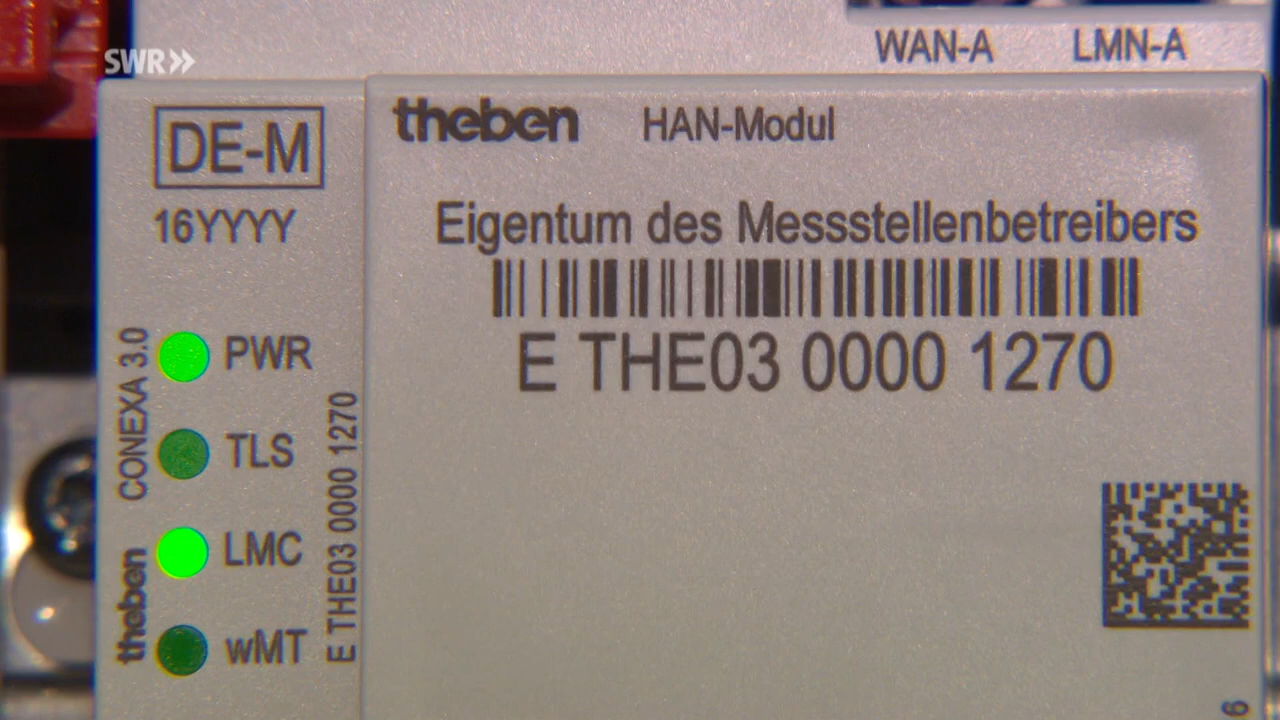 SWR
WAN-A LMN-A
DE-M
16YYYY
theben HAN-Modul
Eigentum des Messstellenbetreibers
E THE03 0000 1270
PWR
TLS
LMC
wMT
CONEXA 3.0
theben
E THE03 0000 1270
6